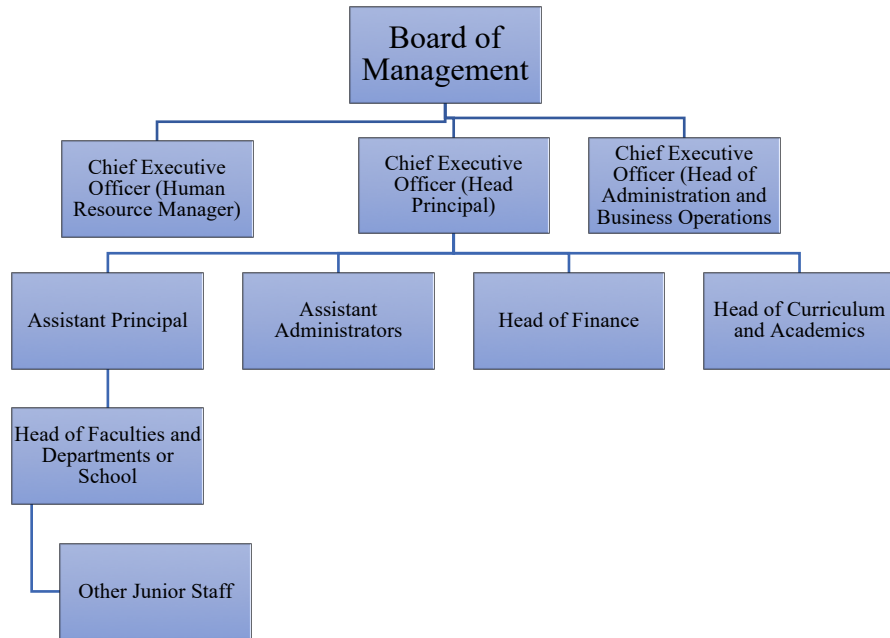 Board of
Management
Chief Executive
Officer (Human
Resource Manager)
Chief Executive
Officer (Head
Principal)
Chief Executive
Officer (Head of
Administration and
Business Operations
Assistant Principal
Assistant
Administrators
Head of Finance
Head of Curriculum
and Academics
Head of Faculties and
Departments or
School
Other Junior Staff